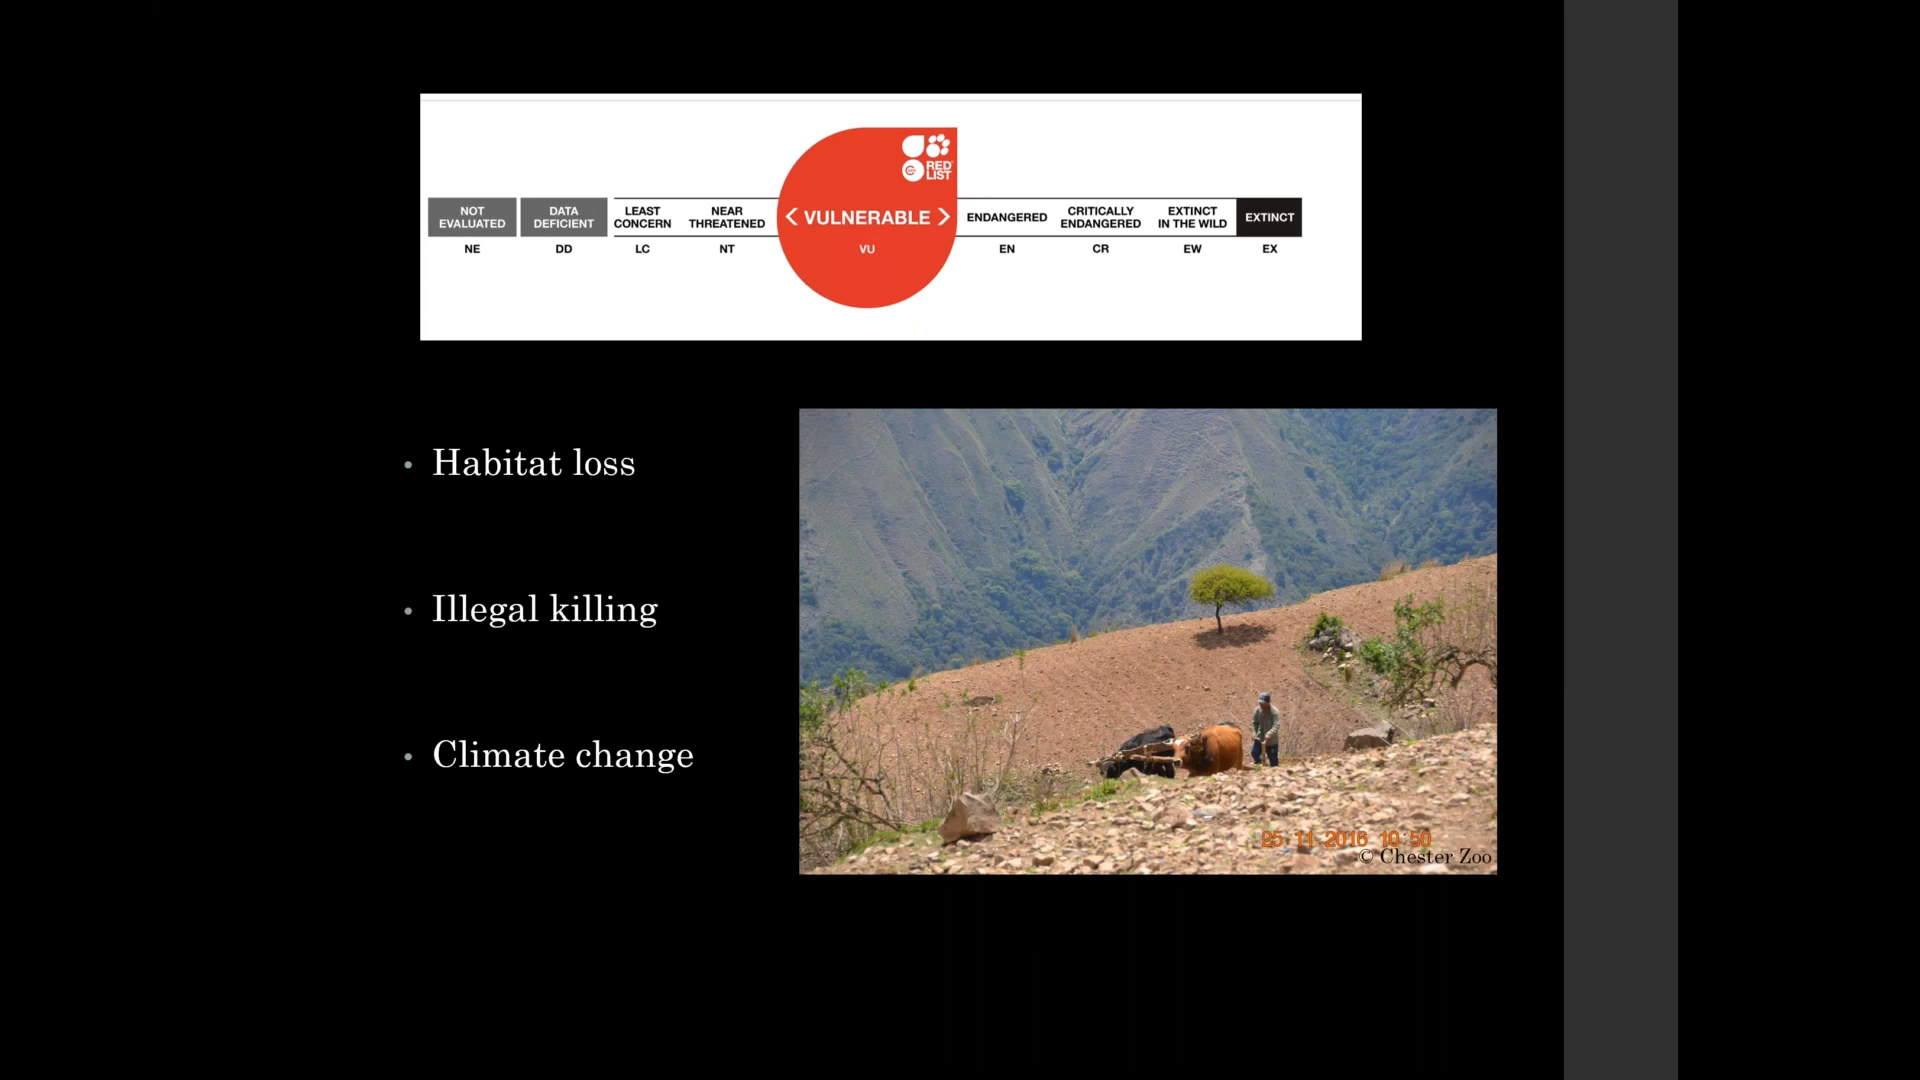 RED
LIST
NOT
EVALUATED
DATA
DEFICIENT
LEAST
CONCERN
NEAR
THREATENED
< VULNERABLE >
ENDANGERED
CRITICALLY
ENDANGERED
EXTINCT
IN THE WILD
EXTINCT
NE
DD
LC
NT
VU
EN
CR
EW
EX
• Habitat loss
• Illegal killing
• Climate change
25 11 2016 10:50
© Chester Zoo